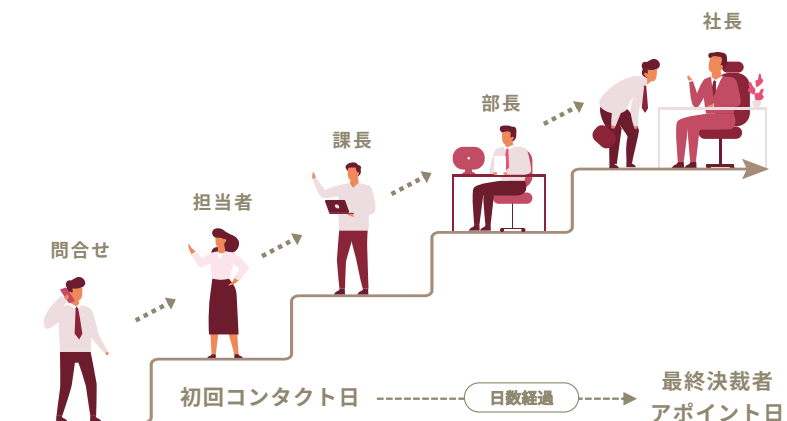 社長
部長
課長
担当者
問合せ
初回コンタクト日
日数経過
最終決裁者
アポイント日